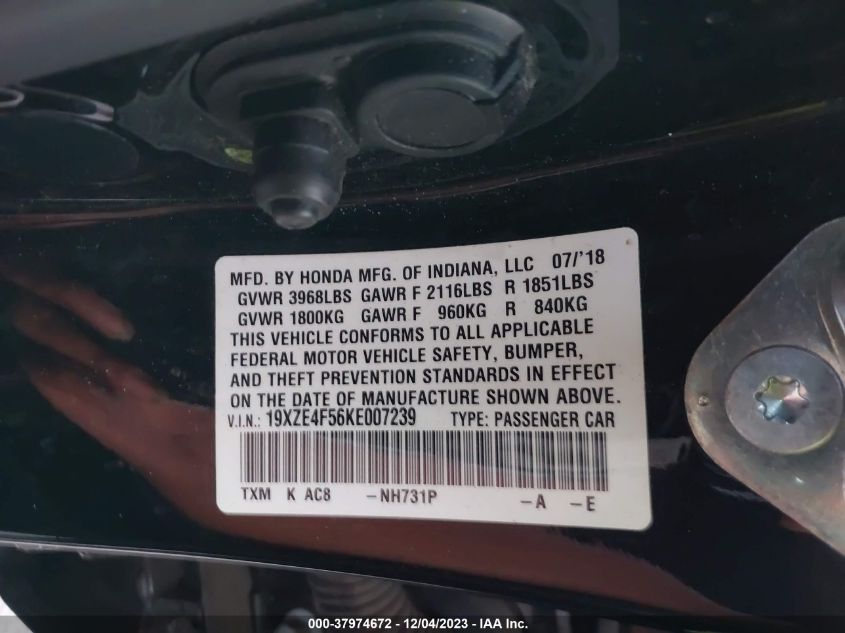 MFD. BY HONDA MFG. OF INDIANA, LLC 07/'18
GVWR 3968LBS GAWR F 2116LBS R 1851LBS
GVWR 1800KG GAWR F 960KG R 840KG
THIS VEHICLE CONFORMS TO ALL APPLICABLE
FEDERAL MOTOR VEHICLE SAFETY, BUMPER,
AND THEFT PREVENTION STANDARDS IN EFFECT
ON THE DATE OF MANUFACTURE SHOWN ABOVE.
V.I.N.: 19XZE4F56KE007239 TYPE: PASSENGER CAR
TXM K AC8 –NH731P –A –E
000-37974672 - 12/04/2023 - IAA Inc.